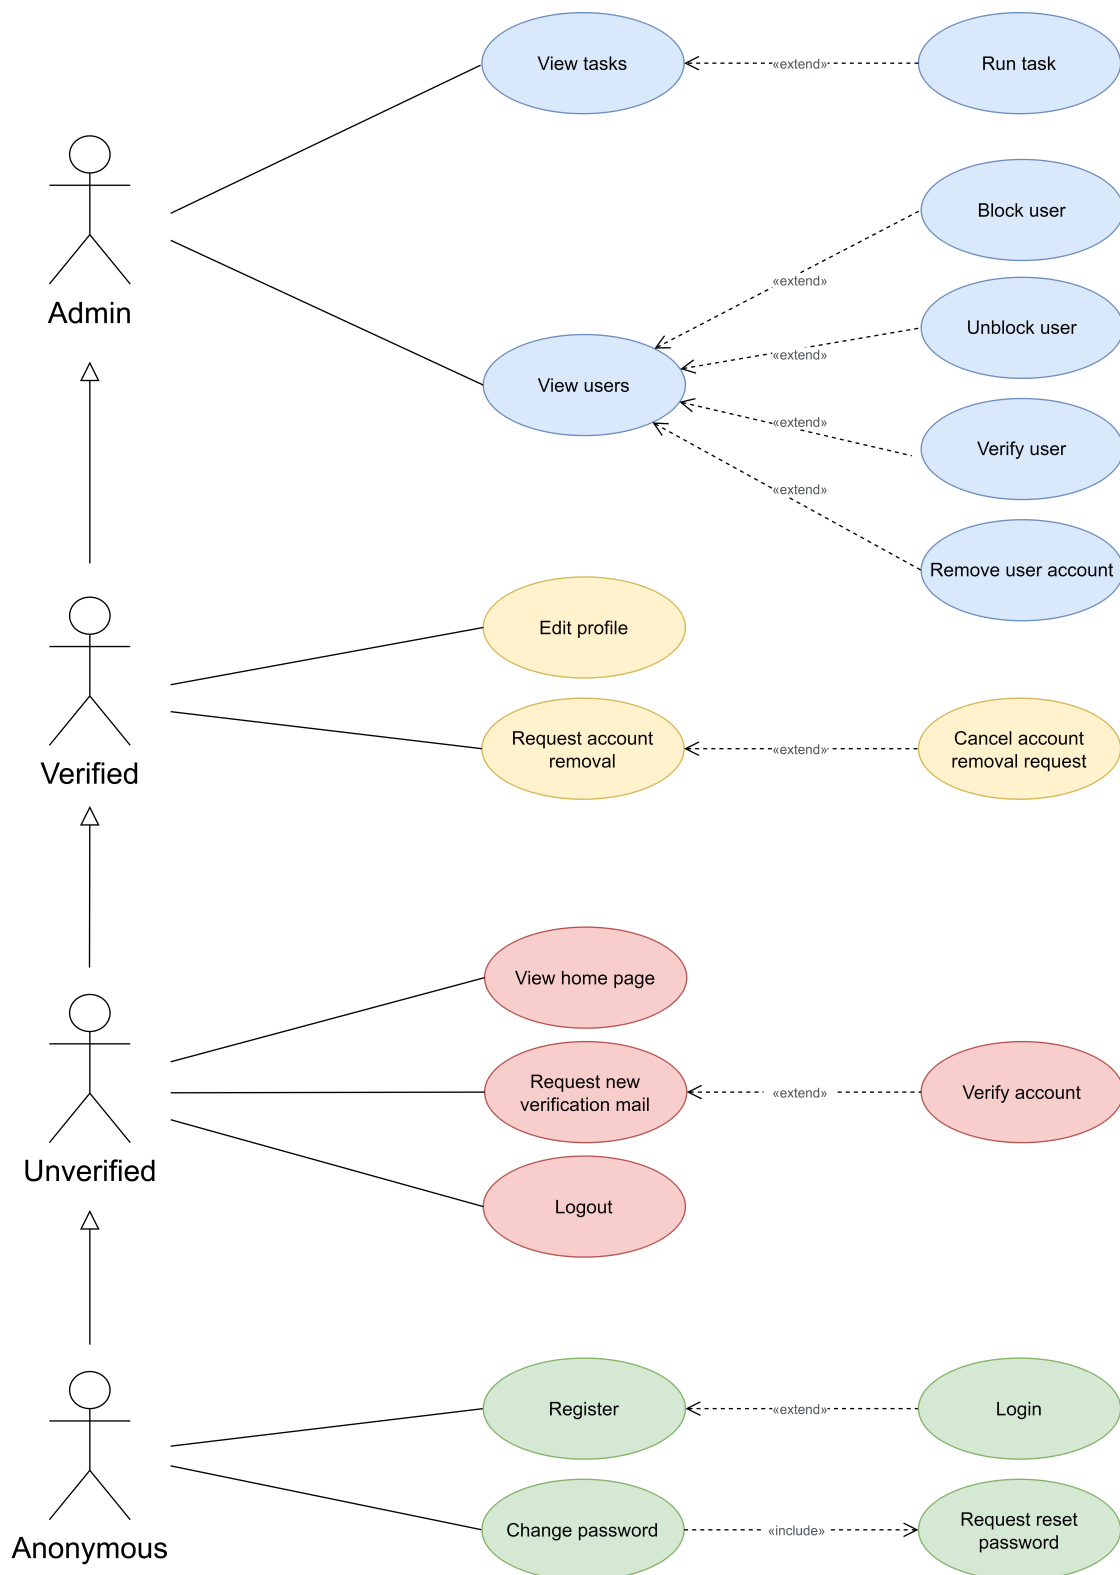 View tasks
«extend»
Run task
Block user
«extend»
Admin
Unblock user
«extend»
View users
«extend»
Verify user
«extend»
Remove user account
Edit profile
Verified
Request account
removal
«extend»
Cancel account
removal request
View home page
Unverified
Request new
verification mail
«extend»
Verify account
Logout
Register
«extend»
Login
Anonymous
Change password
«include»
Request reset
password